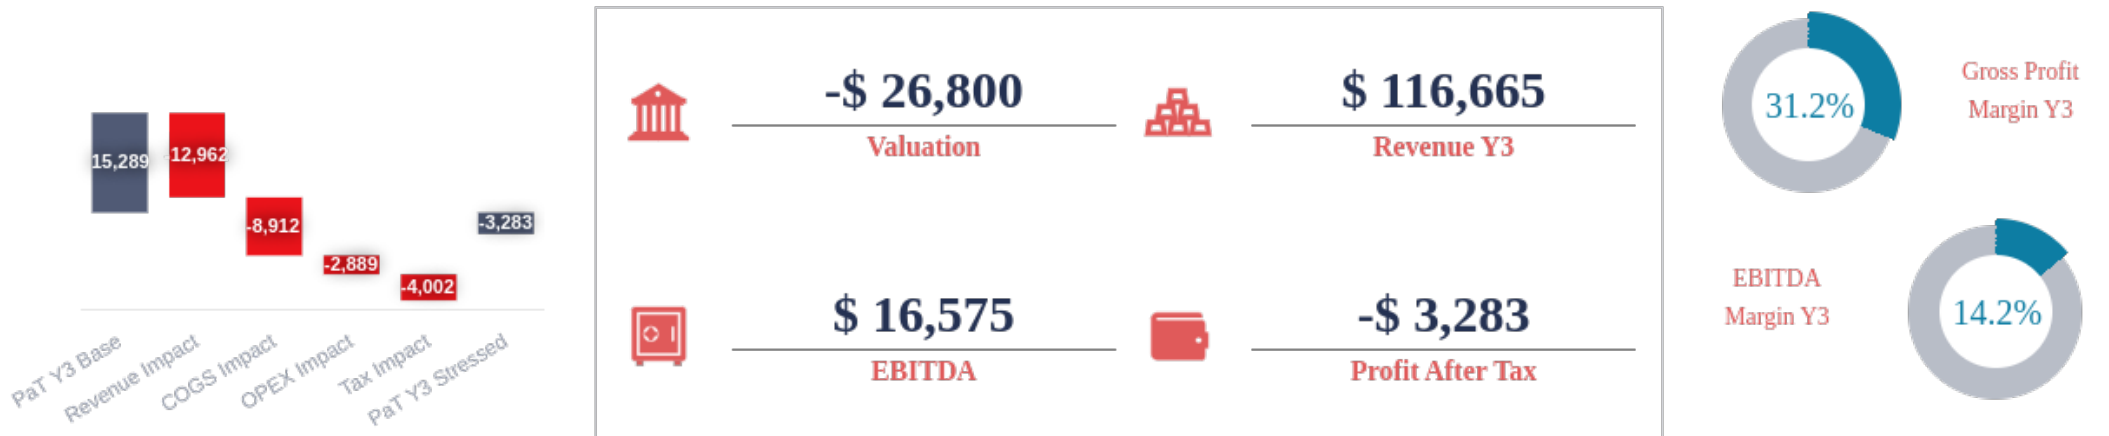 15,289
-12,962
-8,912
-2,889
-4,002
-3,283
PaT Y3 Base
Revenue Impact
COGS Impact
OPEX Impact
Tax Impact
PaT Y3 Stressed
-$ 26,800
Valuation
$ 116,665
Revenue Y3
$ 16,575
EBITDA
-$ 3,283
Profit After Tax
31.2%
Gross Profit
Margin Y3
EBITDA
Margin Y3
14.2%